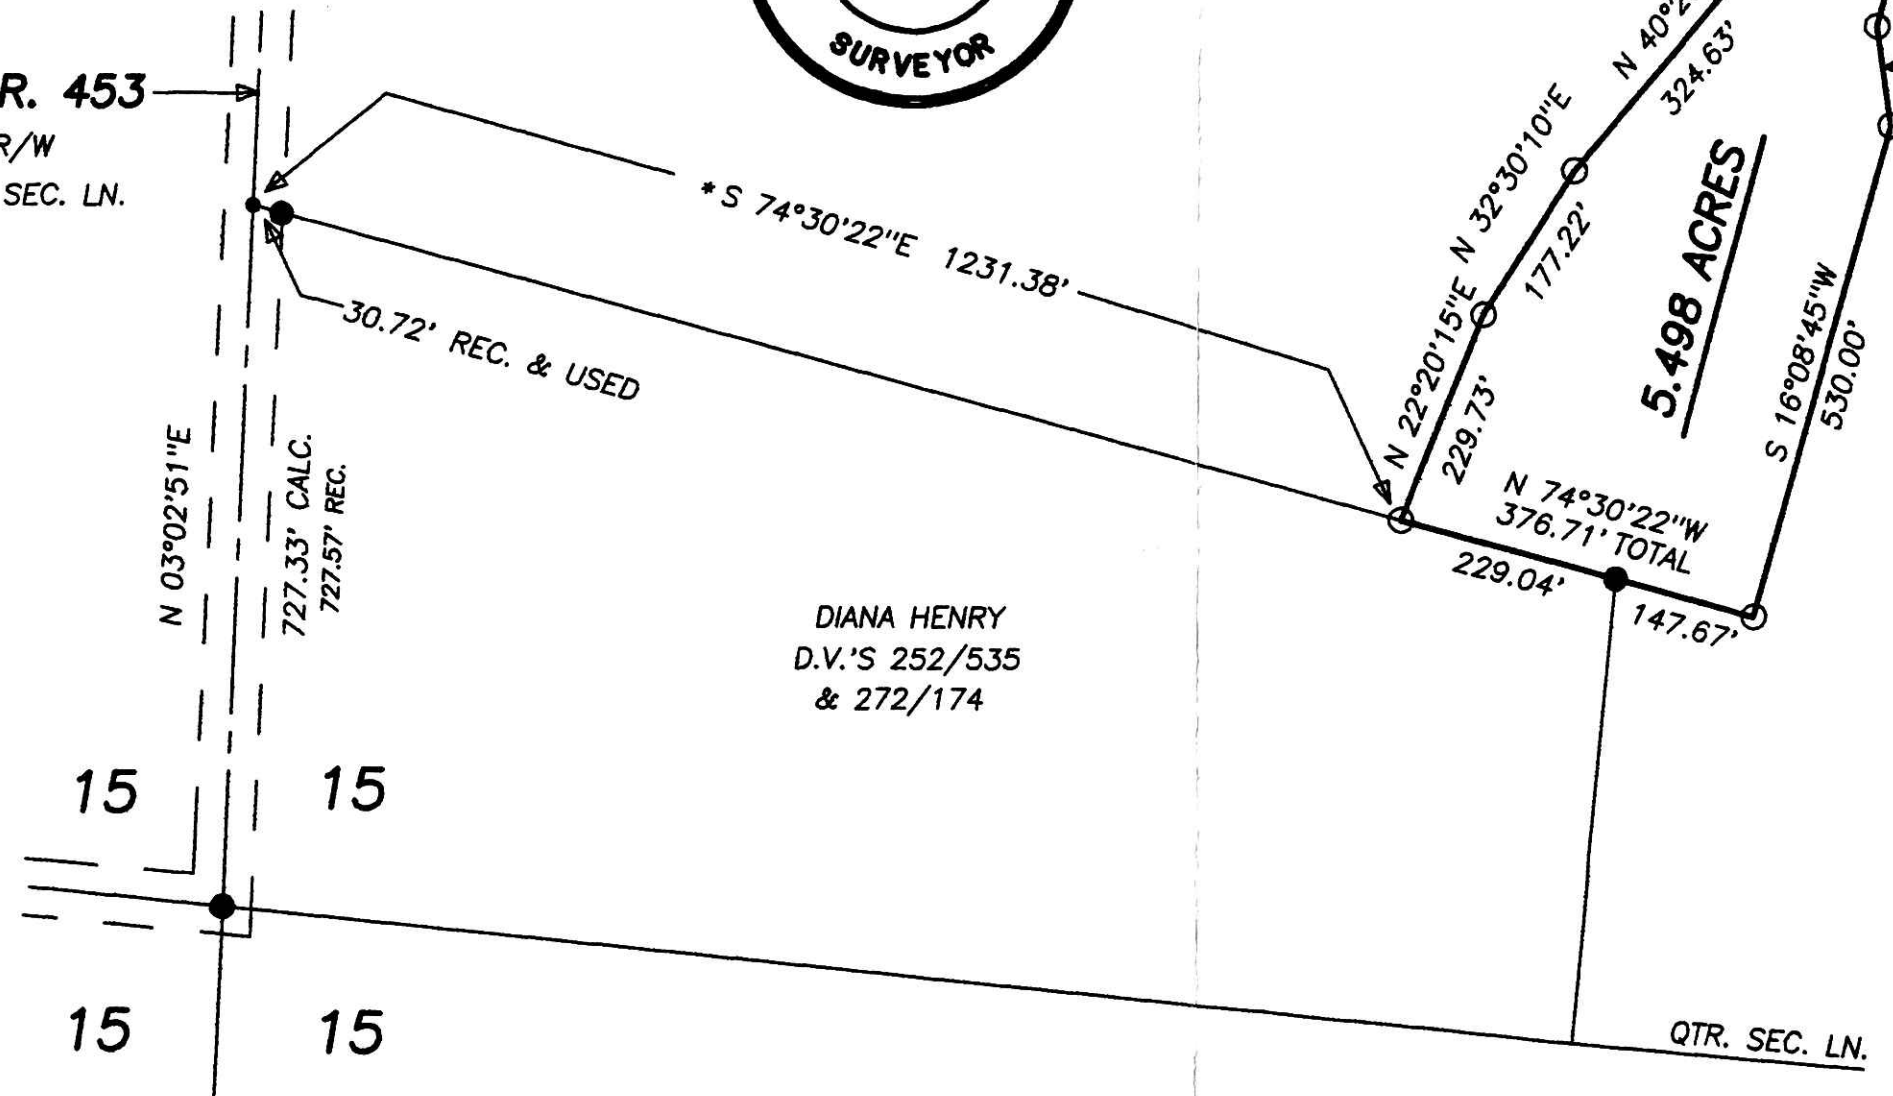 SURVEYOR
R. 453
R/W
SEC. LN.
* S 74°30'22"E 1231.38'
30.72' REC. & USED
N 03°02'51"E
727.33' CALC.
727.57' REC.
N 40°2
324.63'
N 32°30'10"E
177.22'
N 22°20'15"E
229.73'
5.498 ACRES
S 16°08'45"W
530.00'
N 74°30'22"W
376.71' TOTAL
229.04'
147.67'
DIANA HENRY
D.V.'S 252/535
& 272/174
15
15
15
15
QTR. SEC. LN.